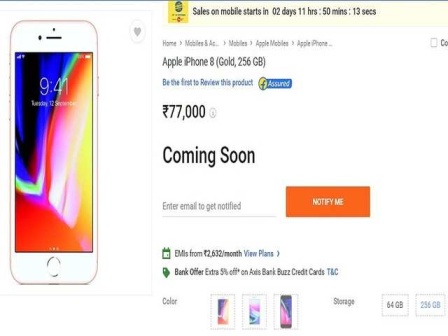 Sales on mobile starts in 02 days 11 hrs : 50 mins : 13 secs
Home > Mobiles & As... > Mobiles > Apple Mobiles > Apple iPhone ...
Co
Apple iPhone 8 (Gold, 256 GB)
Be the first to Review this product Assured
₹77,000
Coming Soon
Enter email to get notified
NOTIFY ME
EMIs from ₹2,632/month View Plans >
Bank Offer Extra 5% off* on Axis Bank Buzz Credit Cards T&C
Color
Storage
64 GB
256 GB
9:41
Tuesday, 12 September